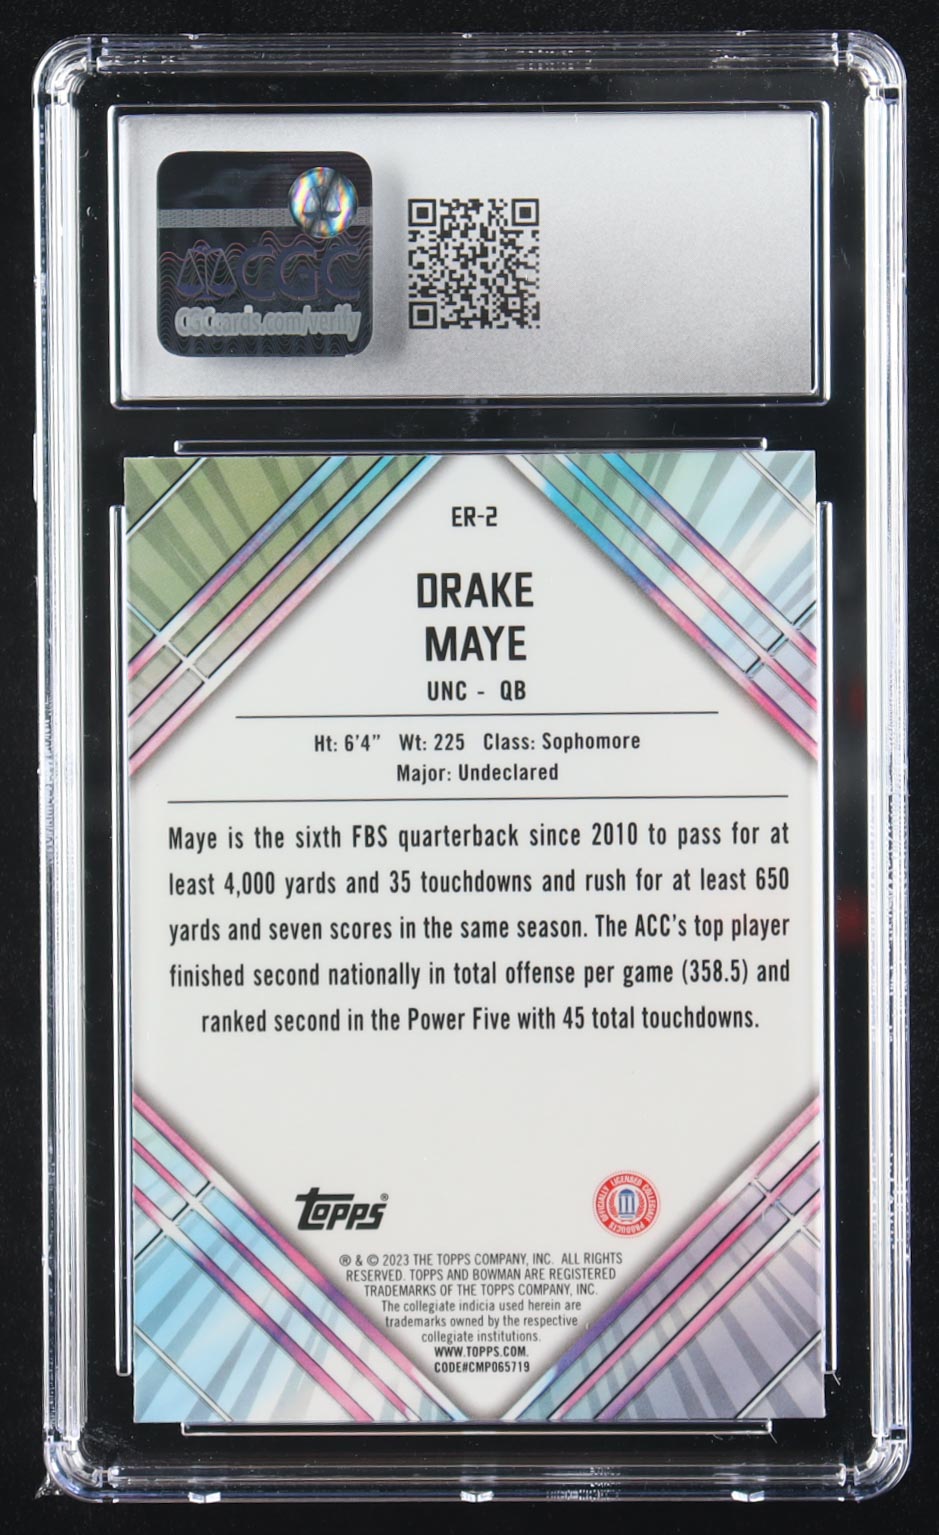 CGC
CGCcards.com/verify
ER-2
DRAKE
MAYE
UNC - QB
Ht: 6'4" Wt: 225 Class: Sophomore
Major: Undeclared
Maye is the sixth FBS quarterback since 2010 to pass for at
least 4,000 yards and 35 touchdowns and rush for at least 650
yards and seven scores in the same season. The ACC's top player
finished second nationally in total offense per game (358.5) and
ranked second in the Power Five with 45 total touchdowns.
Topps®
OFFICIALLY LICENSED COLLEGIATE PRODUCTS
® & © 2023 THE TOPPS COMPANY, INC. ALL RIGHTS
RESERVED. TOPPS AND BOWMAN ARE REGISTERED
TRADEMARKS OF THE TOPPS COMPANY, INC.
The collegiate indicia used herein are
trademarks owned by the respective
collegiate institutions.
WWW.TOPPS.COM.
CODE#CMP065719